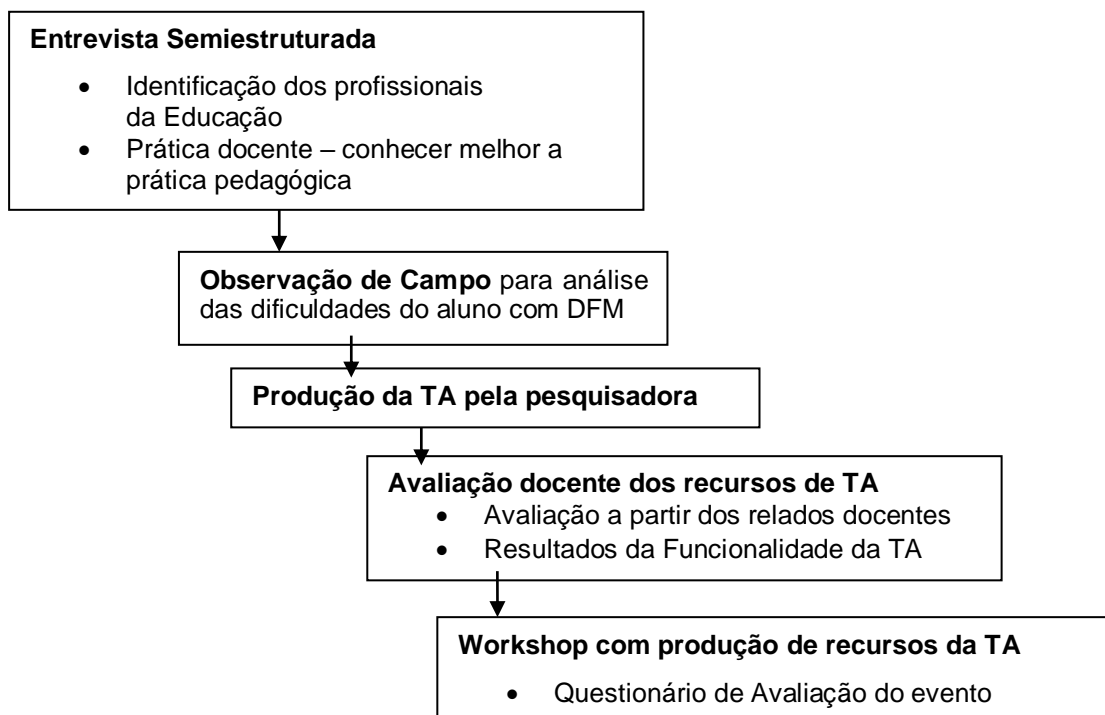 Entrevista Semiestruturada
• Identificação dos profissionais
da Educação
• Prática docente – conhecer melhor a
prática pedagógica
Observação de Campo para análise
das dificuldades do aluno com DFM
Produção da TA pela pesquisadora
Avaliação docente dos recursos de TA
• Avaliação a partir dos relados docentes
• Resultados da Funcionalidade da TA
Workshop com produção de recursos da TA
• Questionário de Avaliação do evento